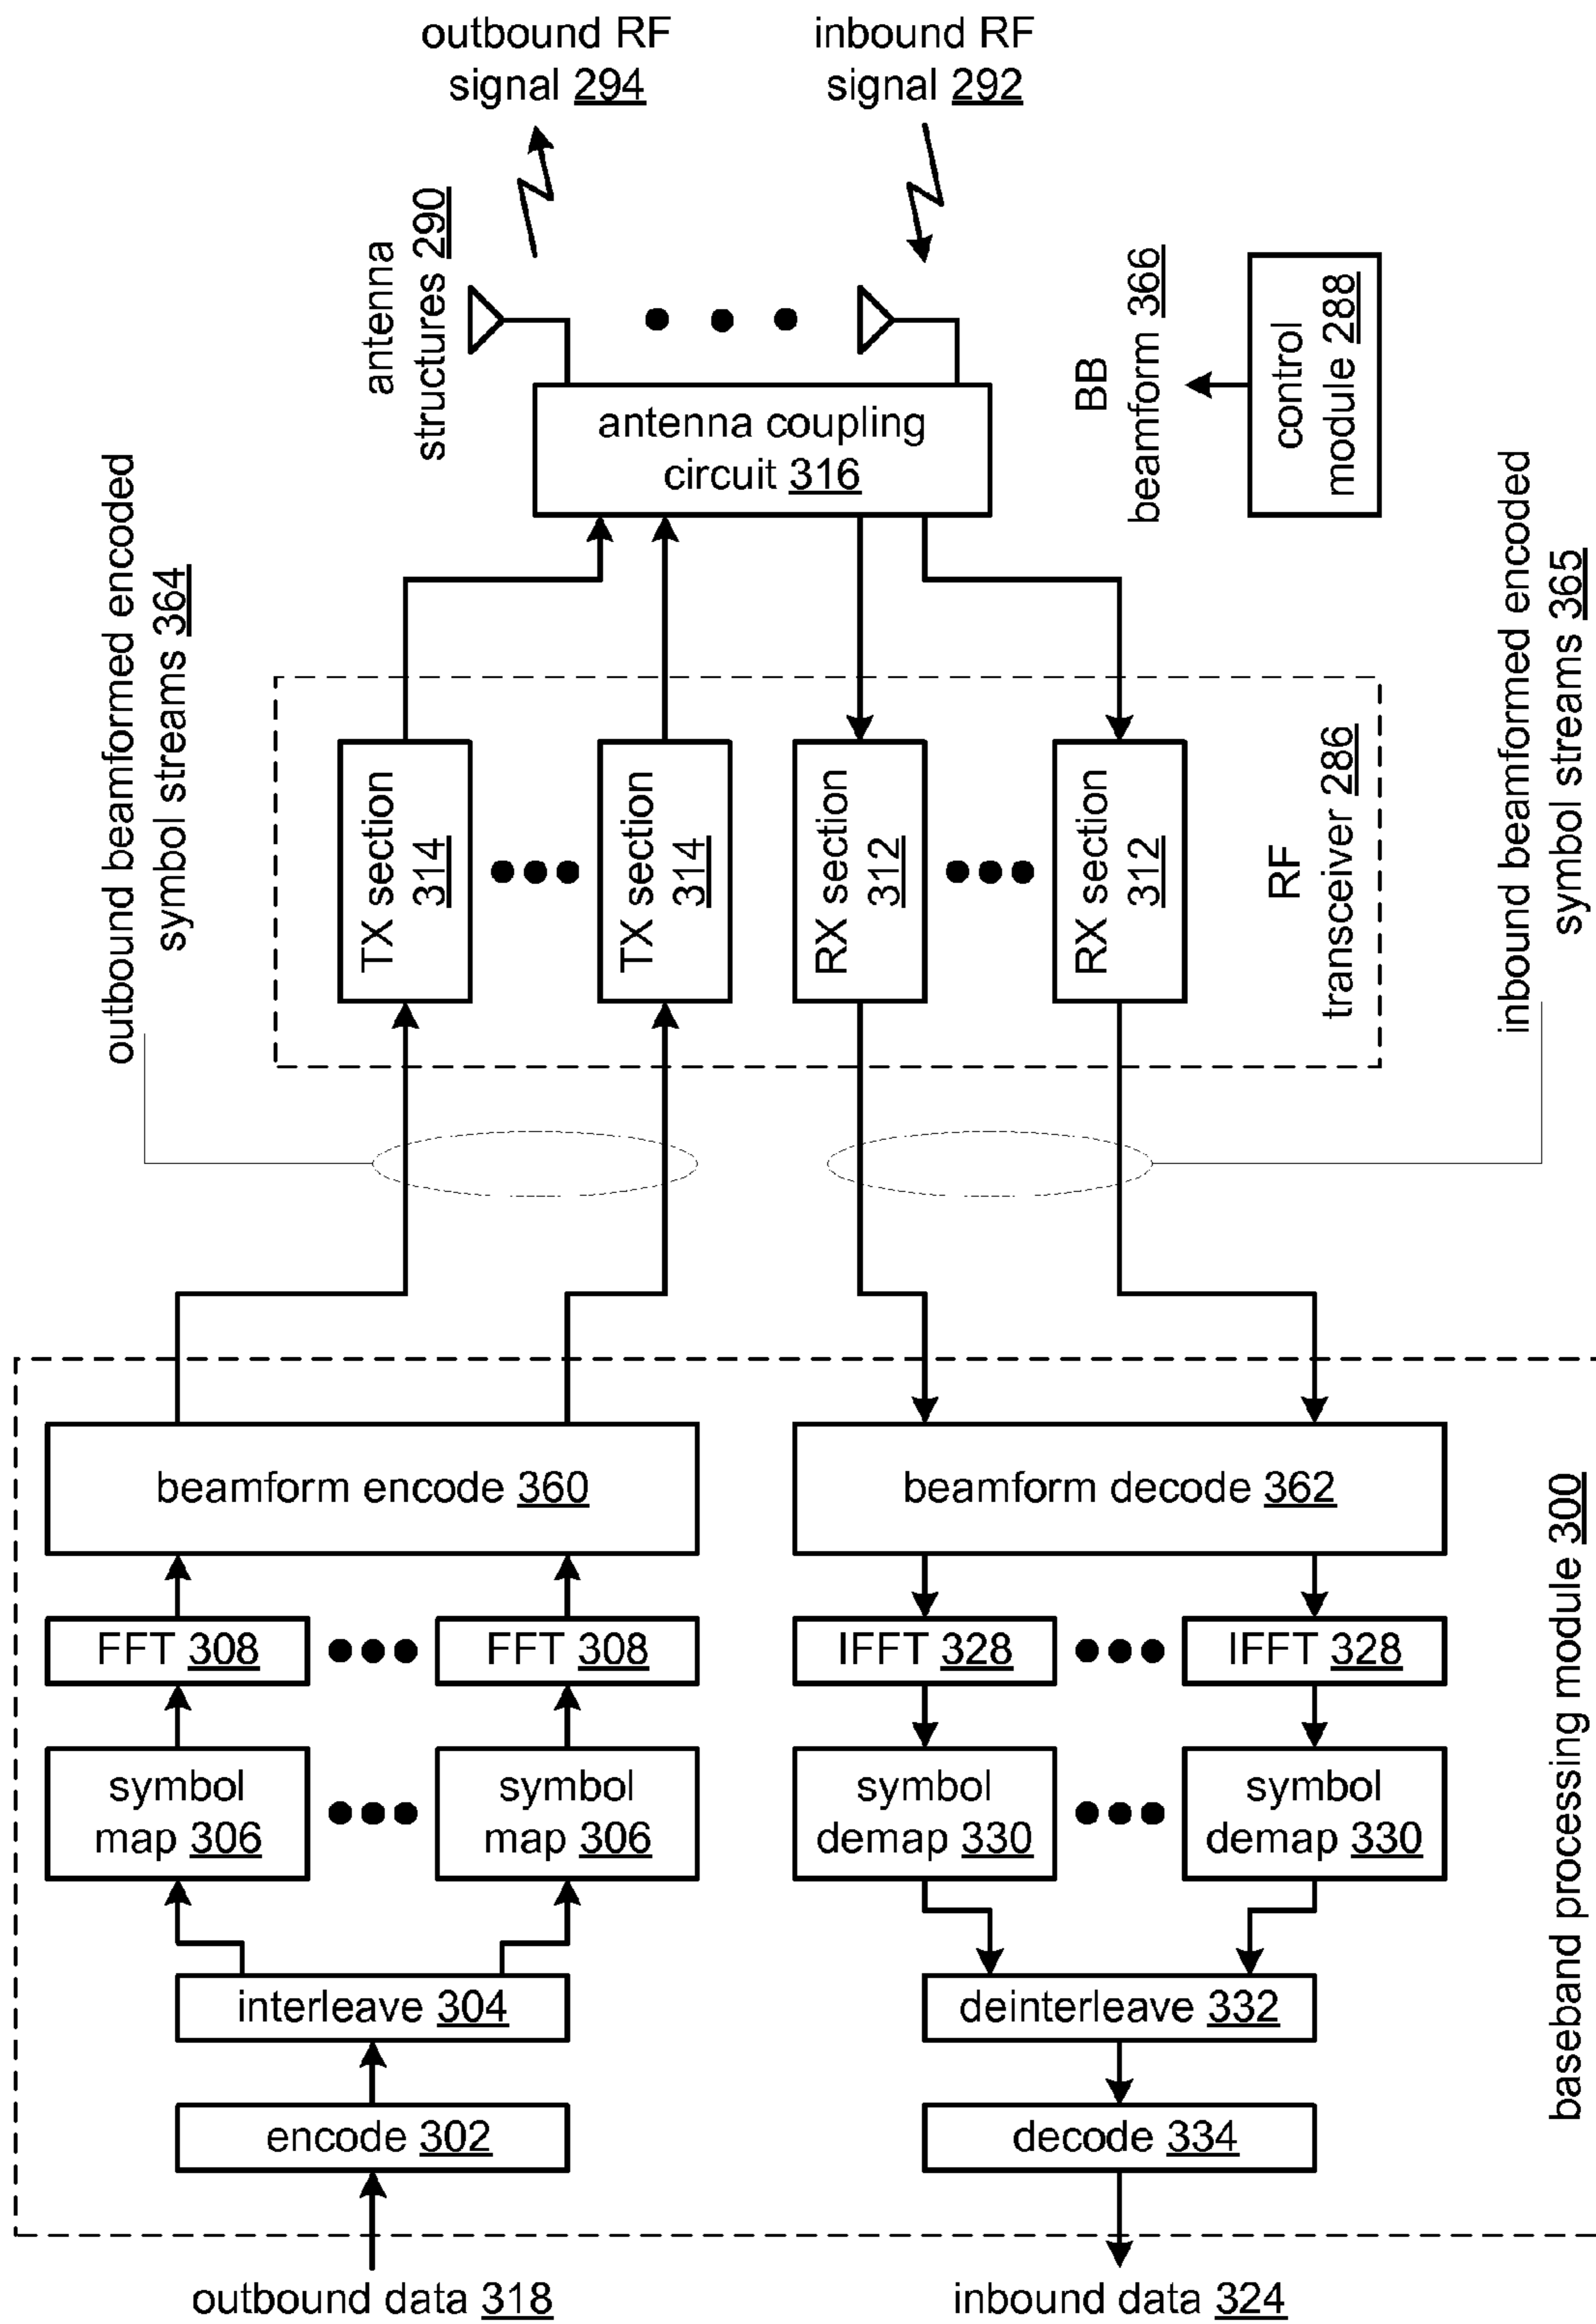 outbound RF
signal 294
inbound RF
signal 292
antenna
structures 290
antenna coupling
circuit 316
BB
beamform 366
control
module 288
outbound beamformed encoded
symbol streams 364
inbound beamformed encoded
symbol streams 365
TX section
314
TX section
314
RX section
312
RX section
312
RF
transceiver 286
beamform encode 360
beamform decode 362
FFT 308
FFT 308
IFFT 328
IFFT 328
symbol
map 306
symbol
map 306
symbol
demap 330
symbol
demap 330
interleave 304
deinterleave 332
encode 302
decode 334
baseband processing module 300
outbound data 318
inbound data 324